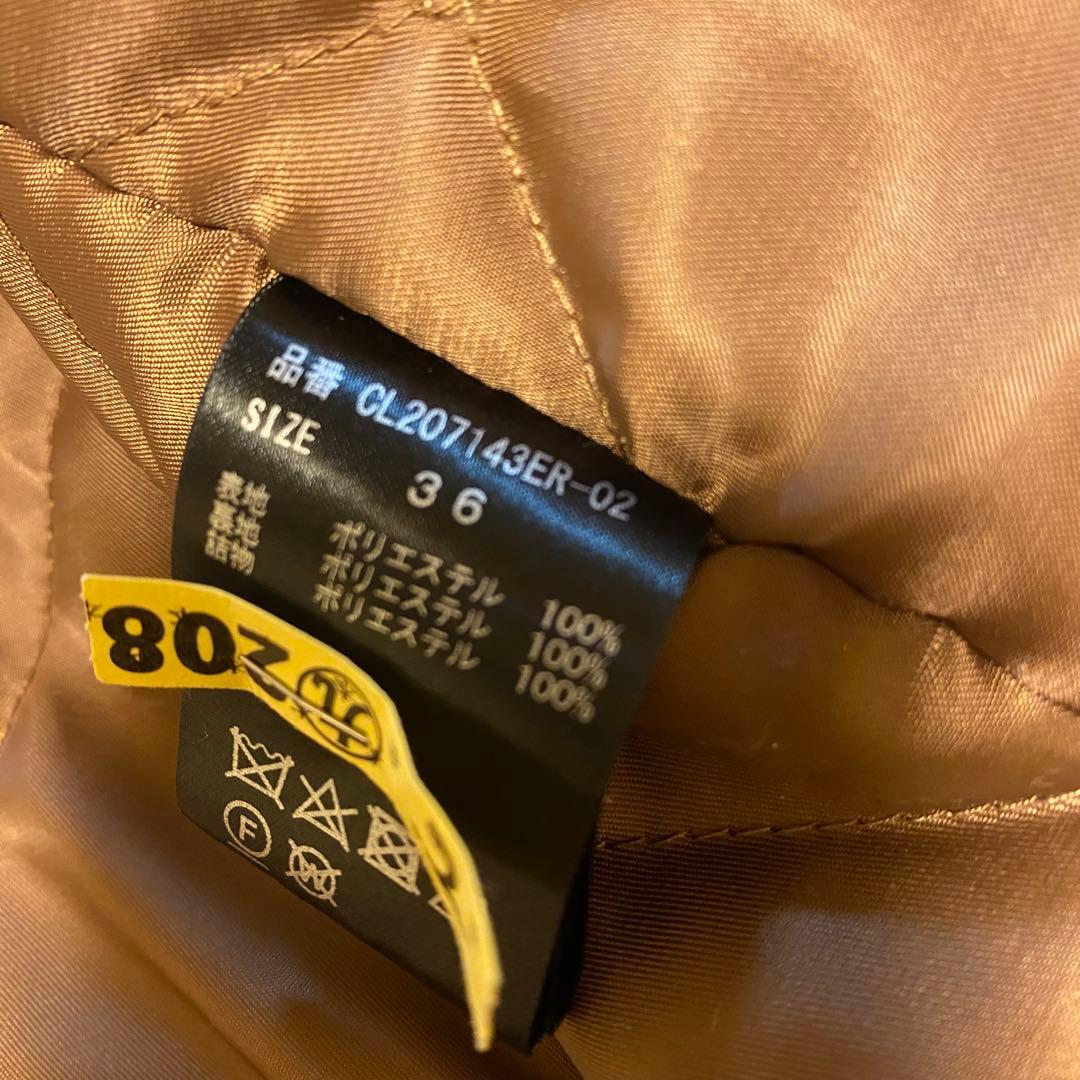 品番 CL207143ER-02
SIZE
36
表地 ポリエステル 100%
裏地 ポリエステル 100%
詰物 ポリエステル 100%
F
W